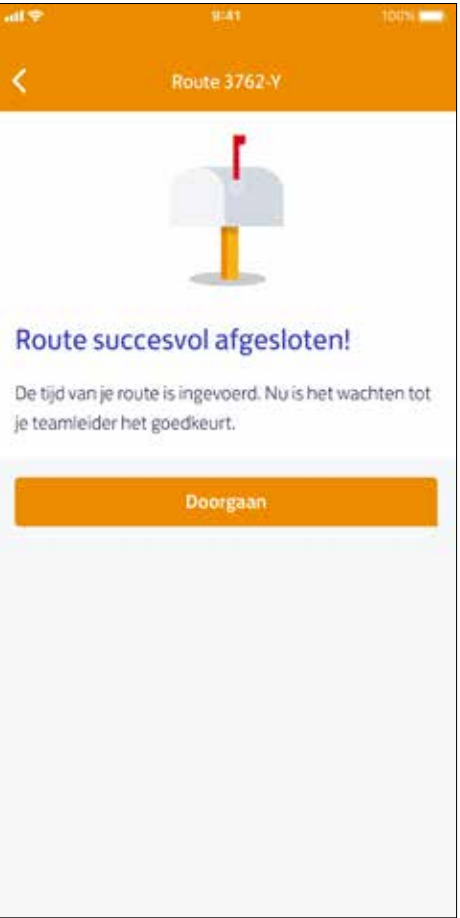 9:41
100%
Route 3762-Y
Route succesvol afgesloten!
De tijd van je route is ingevoerd. Nu is het wachten tot
je teamleider het goedkeurt.
Doorgaan